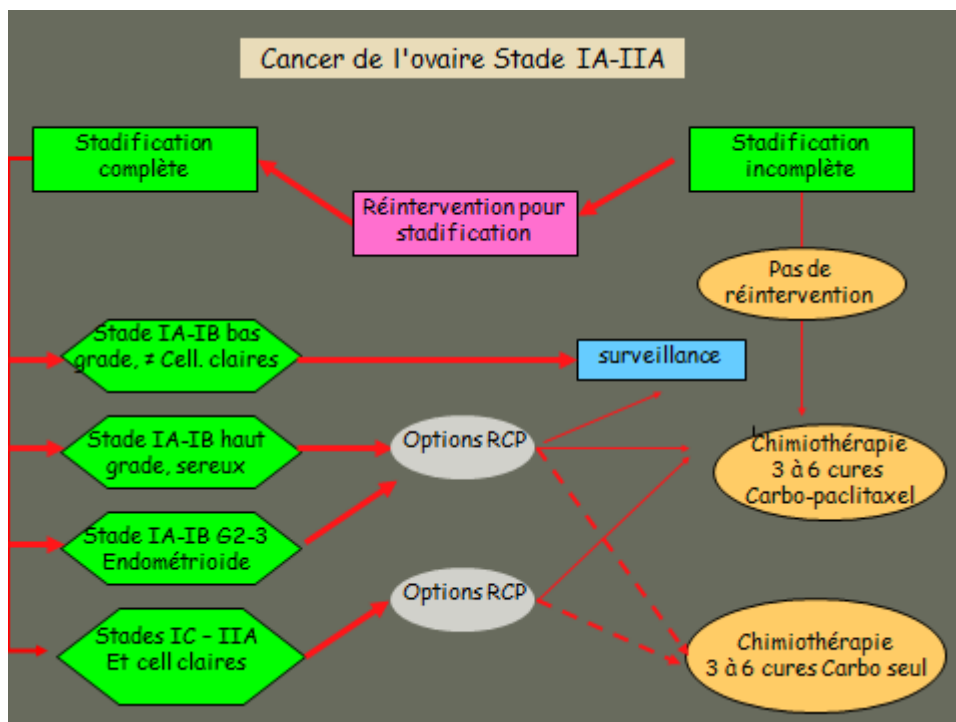 Cancer de l'ovaire Stade IA-IIA
Stadification
complète
Stadification
incomplète
Réintervention pour
stadification
Pas de
réintervention
Stade IA-IB bas
grade, ≠ Cell. claires
surveillance
Stade IA-IB haut
grade, sereux
Options RCP
Chimiothérapie
3 à 6 cures
Carbo-paclitaxel
Stade IA-IB G2-3
Endométrioide
Stades IC – IIA
Et cell claires
Options RCP
Chimiothérapie
3 à 6 cures Carbo seul